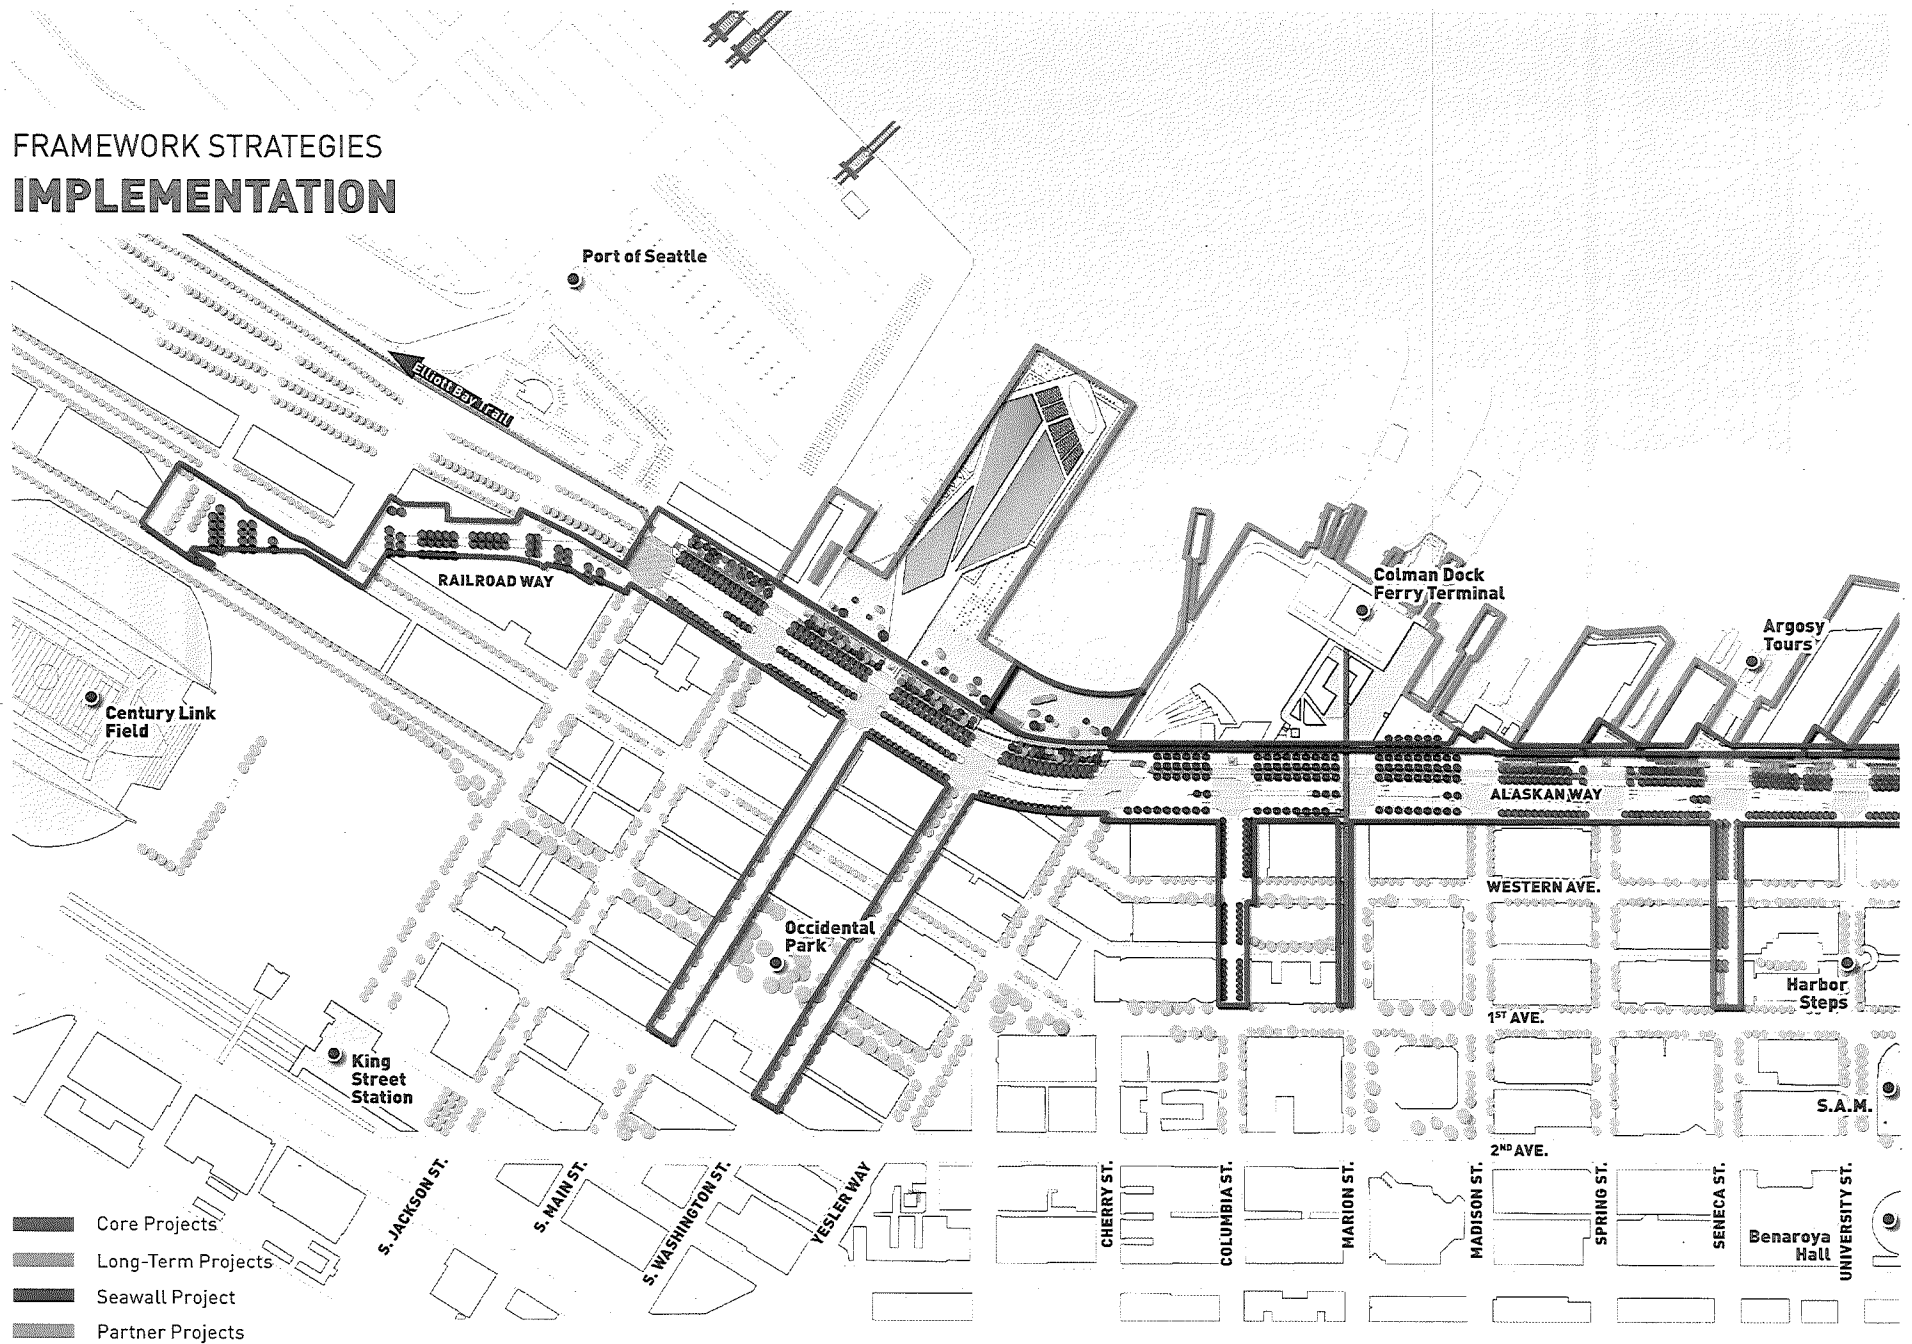 FRAMEWORK STRATEGIES
IMPLEMENTATION
Port of Seattle
Elliott Bay Trail
RAILROAD WAY
Colman Dock
Ferry Terminal
Argosy
Tours
Century Link
Field
ALASKAN WAY
WESTERN AVE.
Occidental
Park
Harbor
Steps
1ST AVE.
King
Street
Station
S.A.M.
2ND AVE.
S. JACKSON ST.
S. MAIN ST.
S. WASHINGTON ST.
YESLER WAY
CHERRY ST.
COLUMBIA ST.
MARION ST.
MADISON ST.
SPRING ST.
SENECA ST.
UNIVERSITY ST.
Benaroya
Hall
Core Projects
Long-Term Projects
Seawall Project
Partner Projects